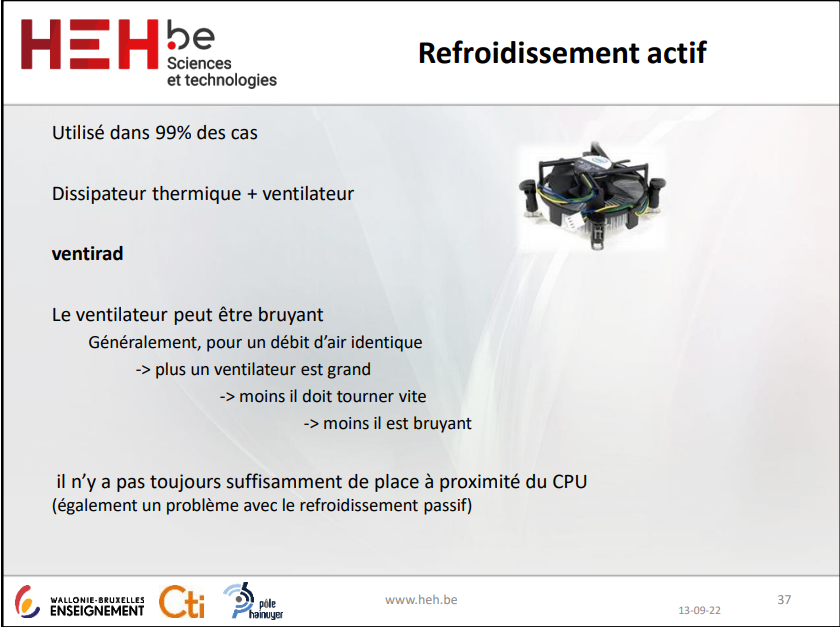 HEH.be
Sciences
et technologies
Refroidissement actif
Utilisé dans 99% des cas
Dissipateur thermique + ventilateur
ventirad
Le ventilateur peut être bruyant
Généralement, pour un débit d’air identique
-> plus un ventilateur est grand
-> moins il doit tourner vite
-> moins il est bruyant
il n’y a pas toujours suffisamment de place à proximité du CPU
(également un problème avec le refroidissement passif)
WALLONIE-BRUXELLES
ENSEIGNEMENT
Cti
pôle
hainuyer
www.heh.be
13-09-22
37